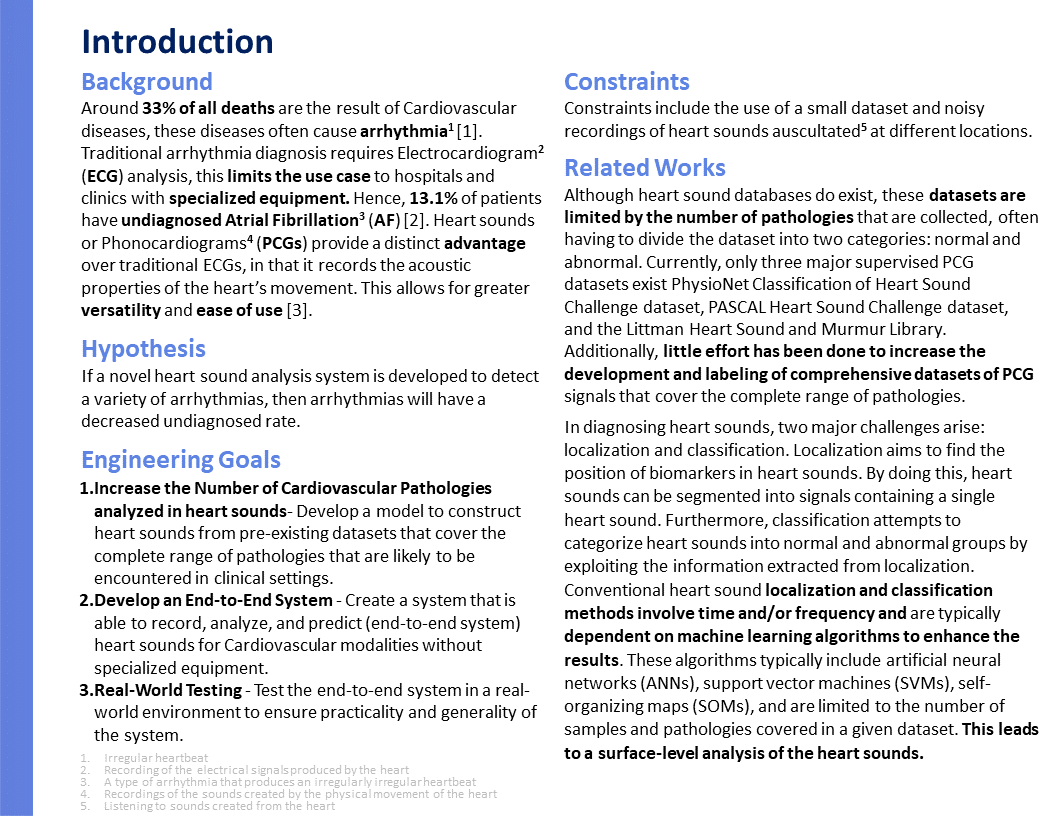 Introduction
Background
Around 33% of all deaths are the result of Cardiovascular
diseases, these diseases often cause arrhythmia1 [1].
Traditional arrhythmia diagnosis requires Electrocardiogram2
(ECG) analysis, this limits the use case to hospitals and
clinics with specialized equipment. Hence, 13.1% of patients
have undiagnosed Atrial Fibrillation3 (AF) [2]. Heart sounds
or Phonocardiograms4 (PCGs) provide a distinct advantage
over traditional ECGs, in that it records the acoustic
properties of the heart’s movement. This allows for greater
versatility and ease of use [3].
Hypothesis
If a novel heart sound analysis system is developed to detect
a variety of arrhythmias, then arrhythmias will have a
decreased undiagnosed rate.
Engineering Goals
1.Increase the Number of Cardiovascular Pathologies
analyzed in heart sounds- Develop a model to construct
heart sounds from pre-existing datasets that cover the
complete range of pathologies that are likely to be
encountered in clinical settings.
2.Develop an End-to-End System - Create a system that is
able to record, analyze, and predict (end-to-end system)
heart sounds for Cardiovascular modalities without
specialized equipment.
3.Real-World Testing - Test the end-to-end system in a real-
world environment to ensure practicality and generality of
the system.
1. Irregular heartbeat
2. Recording of the electrical signals produced by the heart
3. A type of arrhythmia that produces an irregularly irregular heartbeat
4. Recordings of the sounds created by the physical movement of the heart
5. Listening to sounds created from the heart
Constraints
Constraints include the use of a small dataset and noisy
recordings of heart sounds auscultated5 at different locations.
Related Works
Although heart sound databases do exist, these datasets are
limited by the number of pathologies that are collected, often
having to divide the dataset into two categories: normal and
abnormal. Currently, only three major supervised PCG
datasets exist PhysioNet Classification of Heart Sound
Challenge dataset, PASCAL Heart Sound Challenge dataset,
and the Littman Heart Sound and Murmur Library.
Additionally, little effort has been done to increase the
development and labeling of comprehensive datasets of PCG
signals that cover the complete range of pathologies.
In diagnosing heart sounds, two major challenges arise:
localization and classification. Localization aims to find the
position of biomarkers in heart sounds. By doing this, heart
sounds can be segmented into signals containing a single
heart sound. Furthermore, classification attempts to
categorize heart sounds into normal and abnormal groups by
exploiting the information extracted from localization.
Conventional heart sound localization and classification
methods involve time and/or frequency and are typically
dependent on machine learning algorithms to enhance the
results. These algorithms typically include artificial neural
networks (ANNs), support vector machines (SVMs), self-
organizing maps (SOMs), and are limited to the number of
samples and pathologies covered in a given dataset. This leads
to a surface-level analysis of the heart sounds.